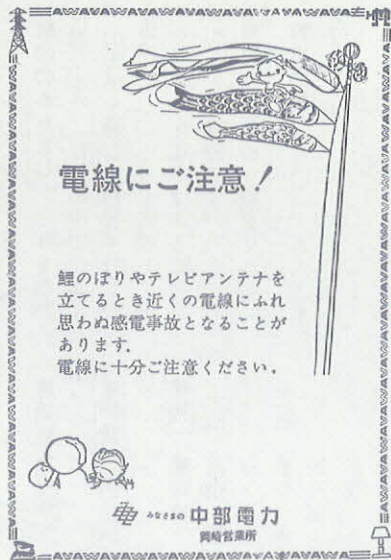 電線にご注意!
鯉のぼりやテレビアンテナを
立てるとき近くの電線にふれ
思わぬ感電事故となることが
あります.
電線に十分ご注意ください.
みなさまの 中部電力
岡崎営業所